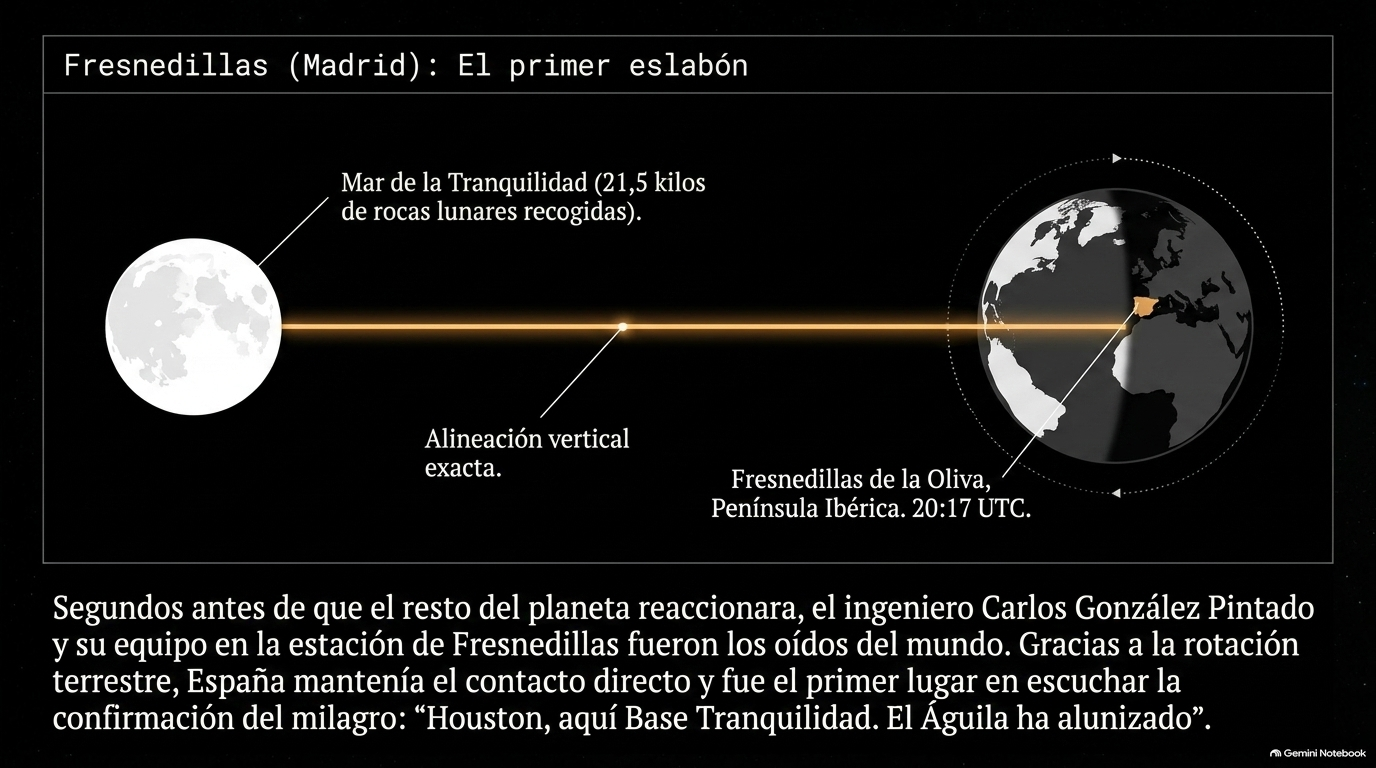 Fresnedillas (Madrid): El primer eslabón
Mar de la Tranquilidad (21,5 kilos
de rocas lunares recogidas).
Alineación vertical
exacta.
Fresnedillas de la Oliva,
Península Ibérica. 20:17 UTC.
Segundos antes de que el resto del planeta reaccionara, el ingeniero Carlos González Pintado
y su equipo en la estación de Fresnedillas fueron los oídos del mundo. Gracias a la rotación
terrestre, España mantenía el contacto directo y fue el primer lugar en escuchar la
confirmación del milagro: “Houston, aquí Base Tranquilidad. El Águila ha alunizado”.
Gemini Notebook